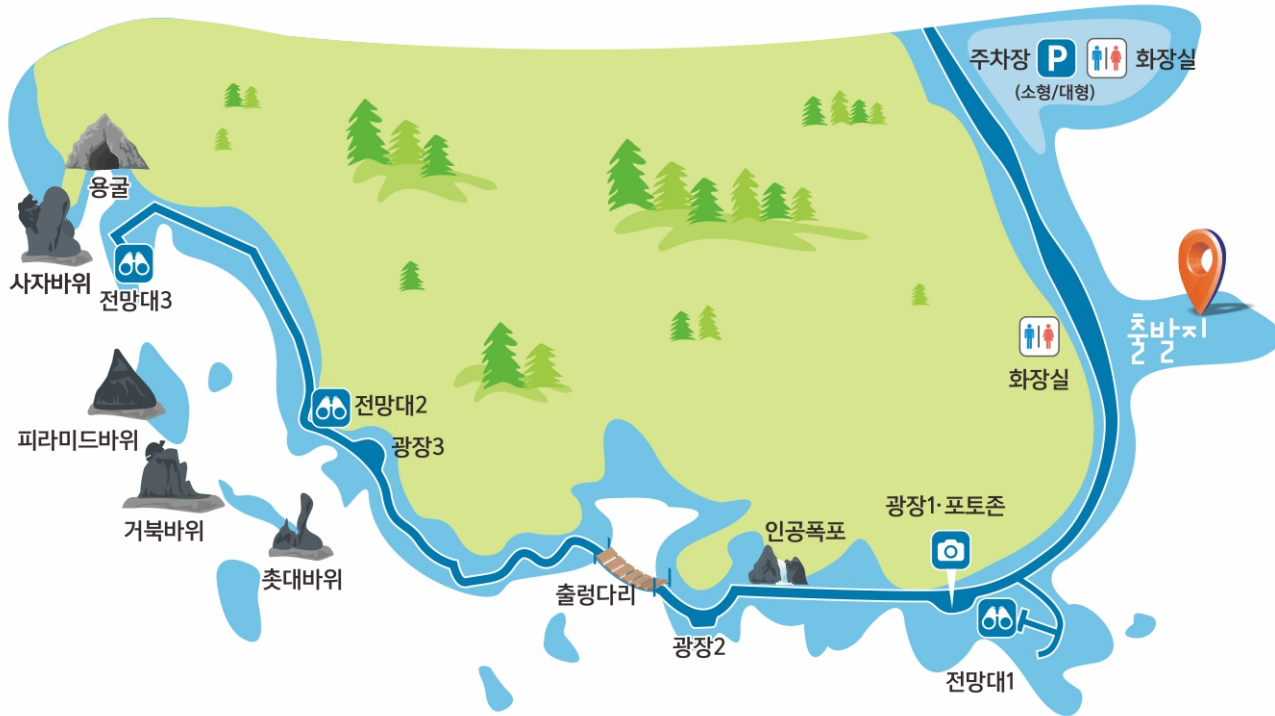 주차장 P 화장실
(소형/대형)
용굴
사자바위
전망대3
출발지
화장실
전망대2
피라미드바위
광장3
거북바위
광장1·포토존
인공폭포
촛대바위
출렁다리
광장2
전망대1